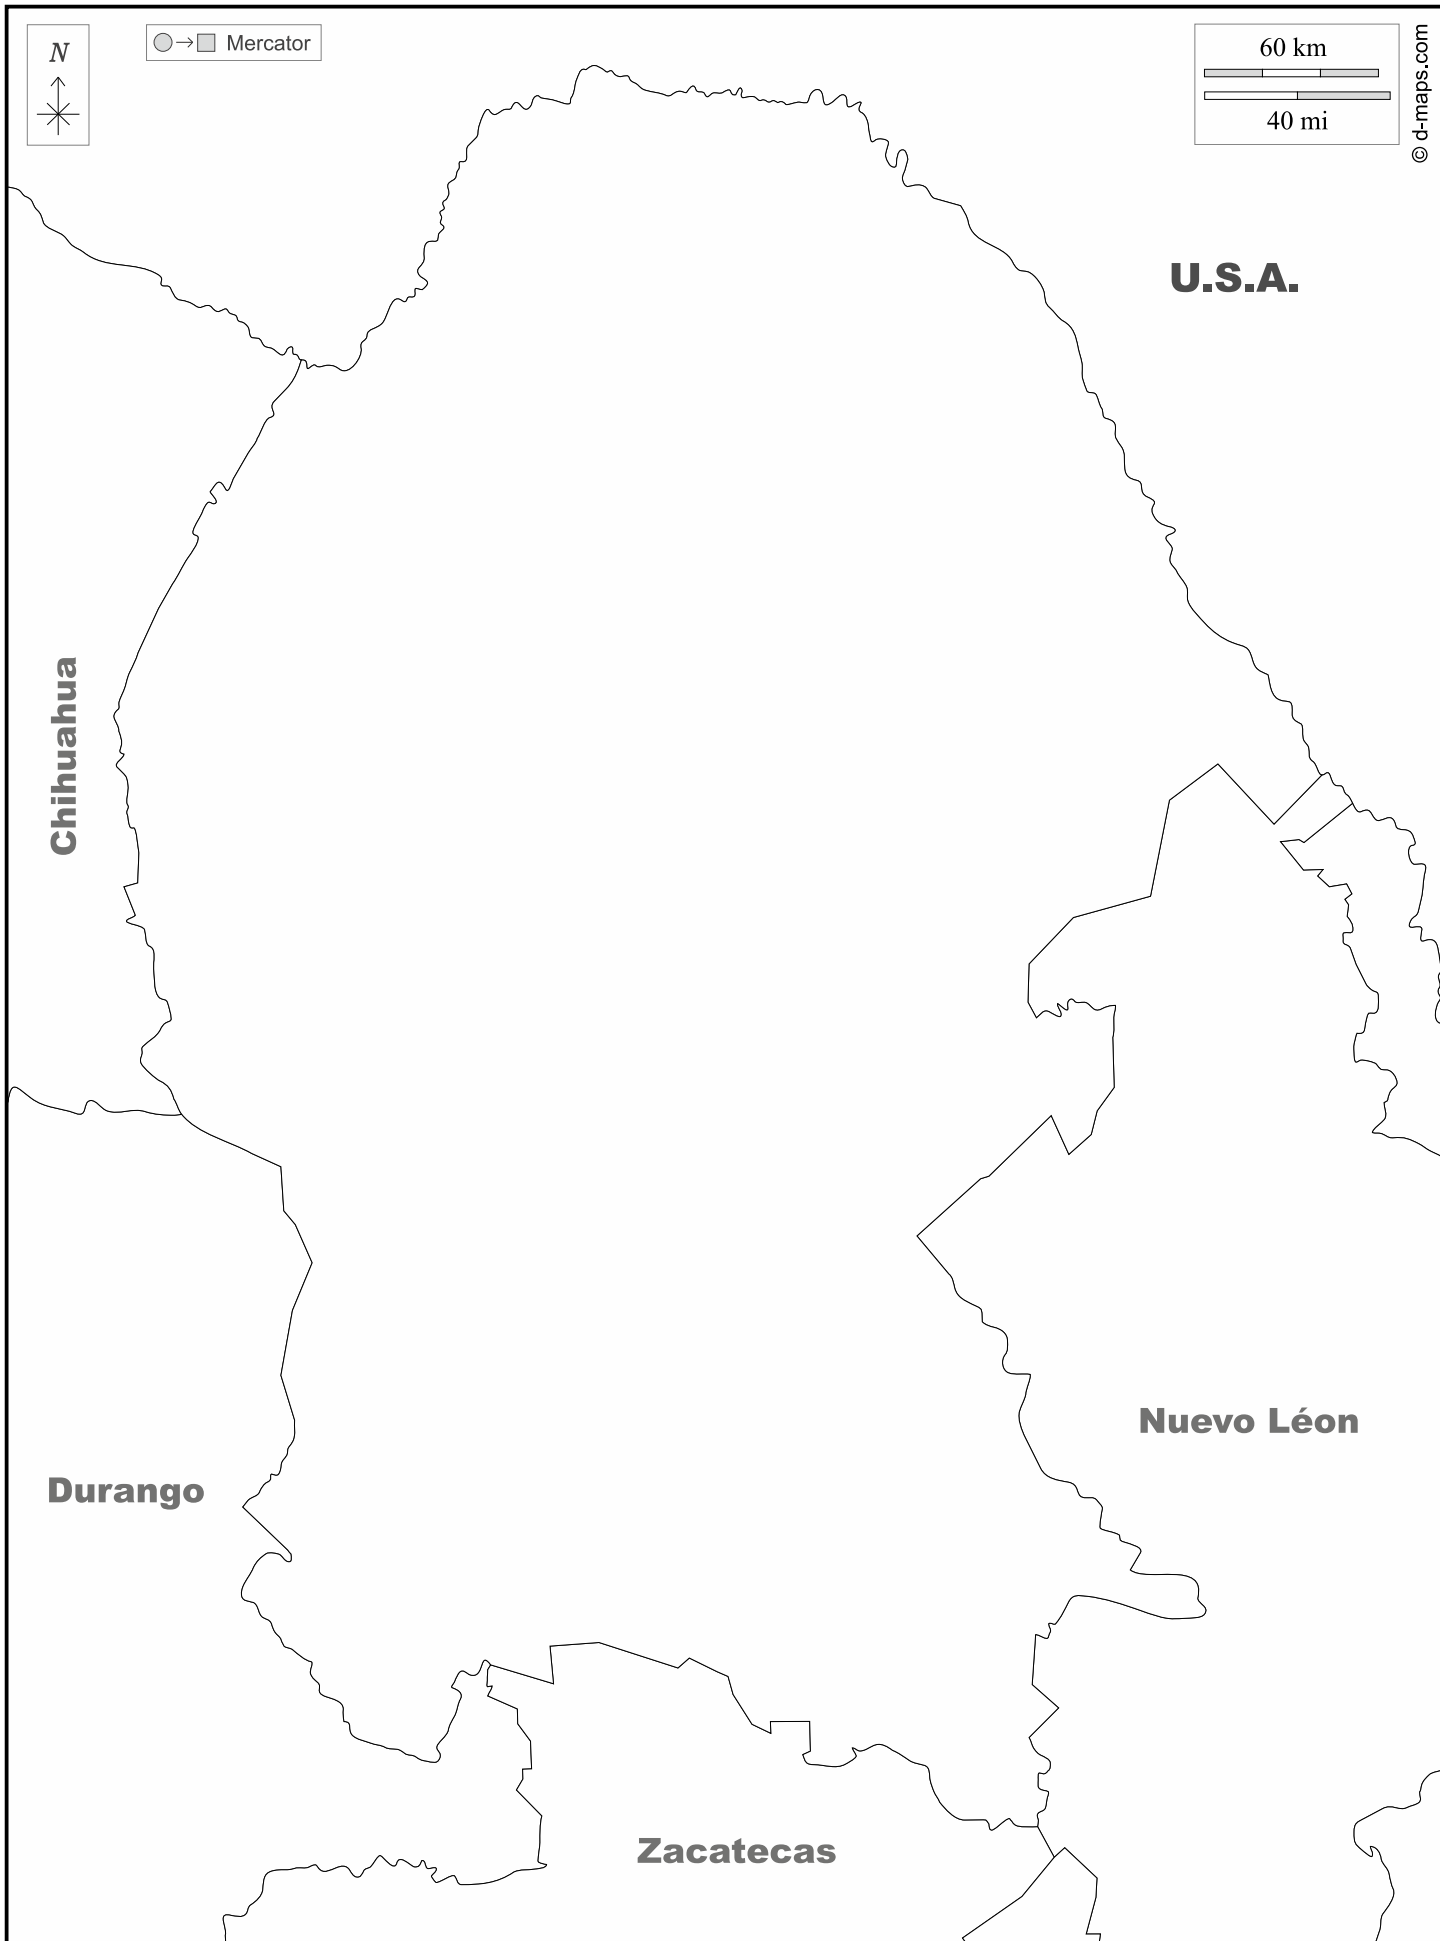 N
Mercator
60 km
40 mi
© d-maps.com
U.S.A.
Chihuahua
Nuevo Léon
Durango
Zacatecas